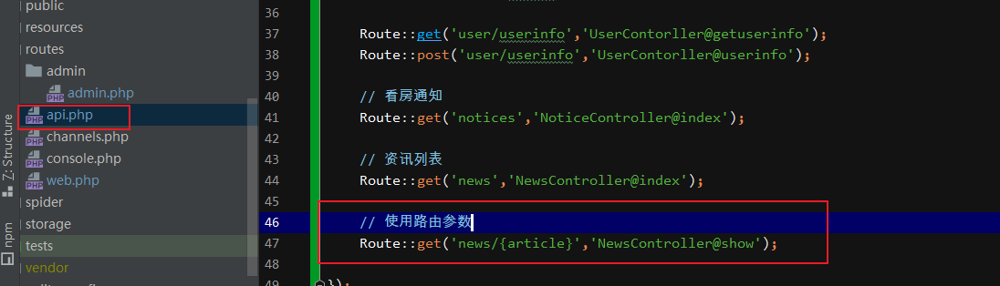 public
resources
routes
admin
admin.php
api.php
channels.php
console.php
web.php
spider
storage
tests
vendor
Z: Structure
npm
36
37 Route::get('user/userinfo','UserContorller@getuserinfo');
38 Route::post('user/userinfo','UserContorller@userinfo');
39
40 // 看房通知
41 Route::get('notices','NoticeController@index');
42
43 // 资讯列表
44 Route::get('news','NewsController@index');
45
46 // 使用路由参数
47 Route::get('news/{article}','NewsController@show');
48
49 });